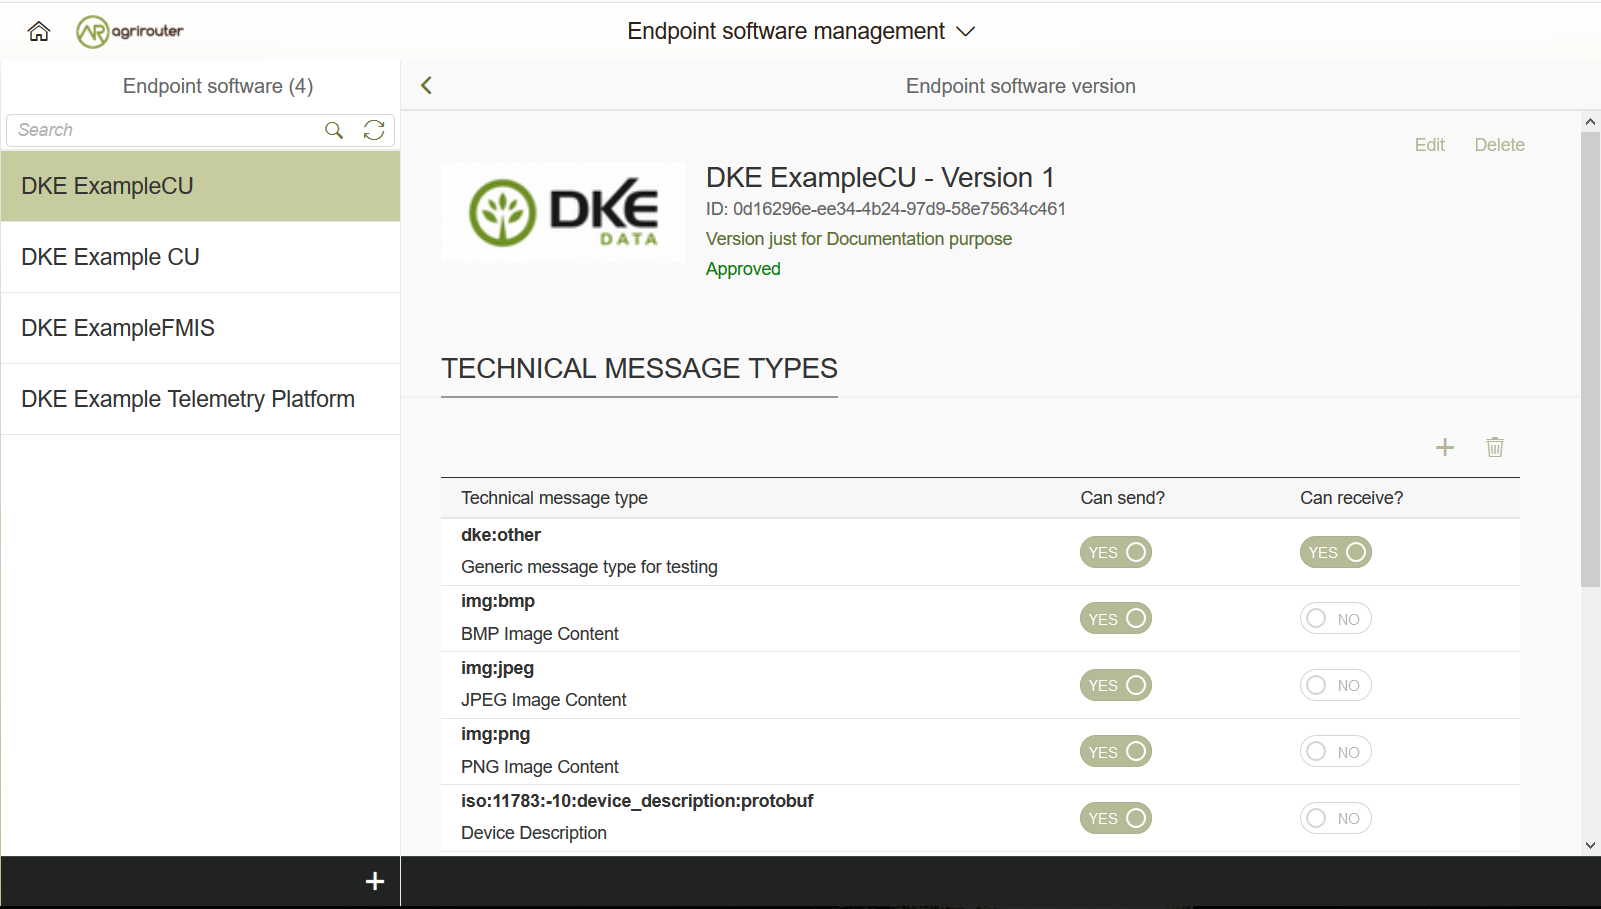 AR agrirouter
Endpoint software management
Endpoint software (4)
Endpoint software version
Search
DKE ExampleCU
DKE Example CU
DKE ExampleFMIS
DKE Example Telemetry Platform
Edit Delete
DKE DATA
DKE ExampleCU - Version 1
ID: 0d16296e-ee34-4b24-97d9-58e75634c461
Version just for Documentation purpose
Approved
TECHNICAL MESSAGE TYPES
Technical message type Can send? Can receive?
dke:other
Generic message type for testing
YES YES
img:bmp
BMP Image Content
YES NO
img:jpeg
JPEG Image Content
YES NO
img:png
PNG Image Content
YES NO
iso:11783:-10:device_description:protobuf
Device Description
YES NO